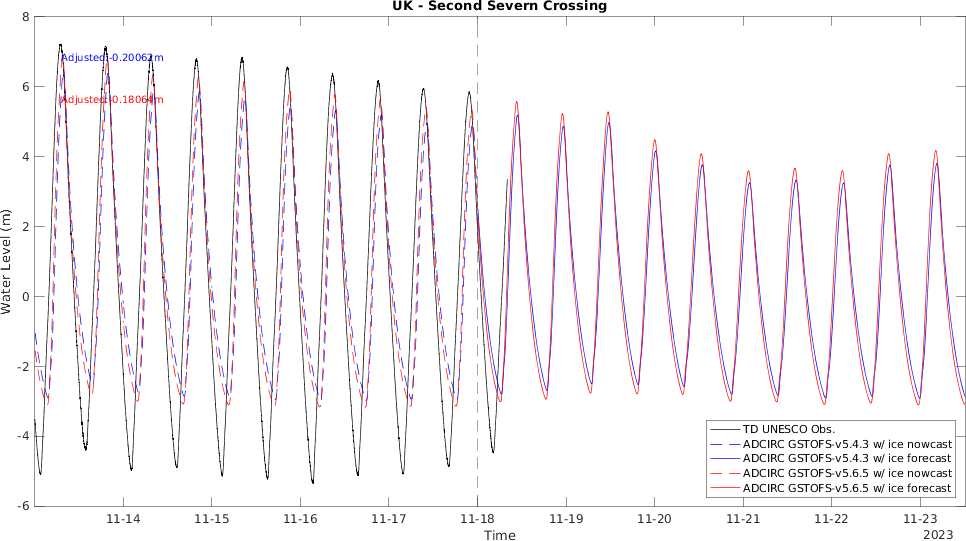 UK - Second Severn Crossing
8
6
4
2
0
-2
-4
-6
Water Level (m)
Adjusted:-0.20062m
Adjusted:-0.18064m
TD UNESCO Obs.
ADCIRC GSTOFS-v5.4.3 w/ ice nowcast
ADCIRC GSTOFS-v5.4.3 w/ ice forecast
ADCIRC GSTOFS-v5.6.5 w/ ice nowcast
ADCIRC GSTOFS-v5.6.5 w/ ice forecast
11-14 11-15 11-16 11-17 11-18 11-19 11-20 11-21 11-22 11-23
Time
2023